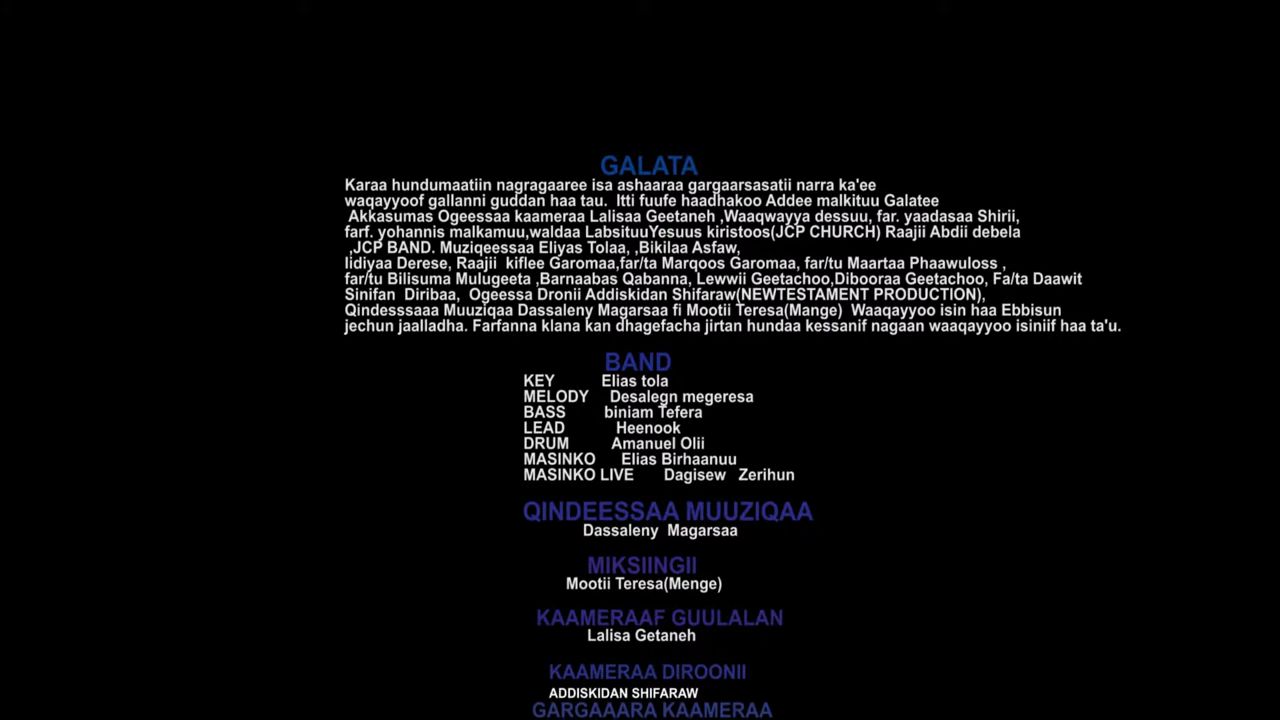 GALATA
Karaa hundumaatiin nagragaaree isa ashaaraa gargaarsasatii narra ka'ee
waqayyoof gallanni guddan haa tau. Itti fuufe haadhakoo Addee malkituu Galatee
Akkasumas Ogeessaa kaameraa Lalisaa Geetaneh ,Waaqwayya dessuu, far. yaadasaa Shirii,
farf. yohannis malkamuu,waldaa LabsituuYesuus kiristoos(JCP CHURCH) Raajii Abdii debela
,JCP BAND. Muziqeessaa Eliyas Tolaa, ,Bikilaa Asfaw,
Iidiyaa Derese, Raajii kiflee Garomaa,far/ta Marqoos Garomaa, far/tu Maartaa Phaawuloss ,
far/tu Bilisuma Mulugeeta ,Barnaabas Qabanna, Lewwii Geetachoo,Dibooraa Geetachoo, Fa/ta Daawit
Sinifan Diribaa, Ogeessa Dronii Addiskidan Shifaraw(NEWTESTAMENT PRODUCTION),
Qindesssaaa Muuziqaa Dassaleny Magarsaa fi Mootii Teresa(Mange) Waaqayyoo isin haa Ebbisun
jechun jaalladha. Farfanna klana kan dhagefacha jirtan hundaa kessanif nagaan waaqayyoo isiniif haa ta'u.
BAND
KEY Elias tola
MELODY Desalegn megeresa
BASS biniam Tefera
LEAD Heenook
DRUM Amanuel Olii
MASINKO Elias Birhaanuu
MASINKO LIVE Dagisew Zerihun
QINDEESSAA MUUZIQAA
Dassaleny Magarsaa
MIKSIINGII
Mootii Teresa(Menge)
KAAMERAAF GUULALAN
Lalisa Getaneh
KAAMERAA DIROONII
ADDISKIDAN SHIFARAW
GARGAAARA KAAMERAA